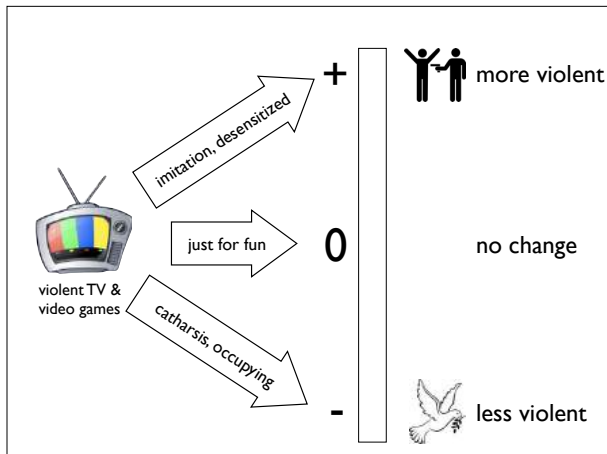 +
more violent
imitation, desensitized
just for fun
0
no change
violent TV &
video games
catharsis, occupying
-
less violent